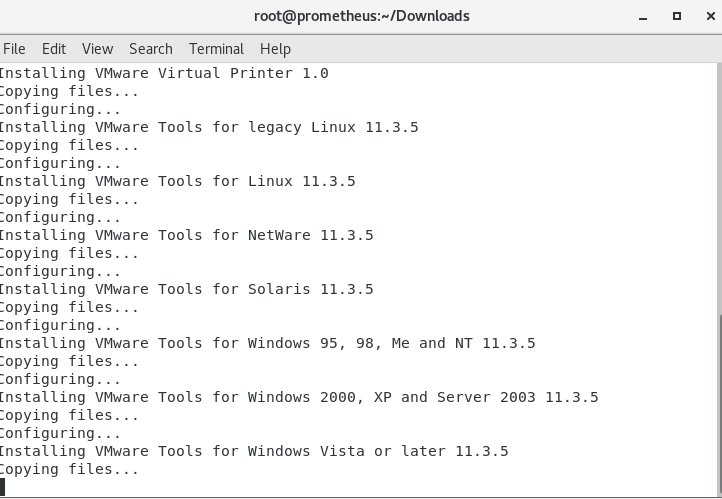 root@prometheus:~/Downloads
File Edit View Search Terminal Help
Installing VMware Virtual Printer 1.0
Copying files...
Configuring...
Installing VMware Tools for legacy Linux 11.3.5
Copying files...
Configuring...
Installing VMware Tools for Linux 11.3.5
Copying files...
Configuring...
Installing VMware Tools for NetWare 11.3.5
Copying files...
Configuring...
Installing VMware Tools for Solaris 11.3.5
Copying files...
Configuring...
Installing VMware Tools for Windows 95, 98, Me and NT 11.3.5
Copying files...
Configuring...
Installing VMware Tools for Windows 2000, XP and Server 2003 11.3.5
Copying files...
Configuring...
Installing VMware Tools for Windows Vista or later 11.3.5
Copying files...